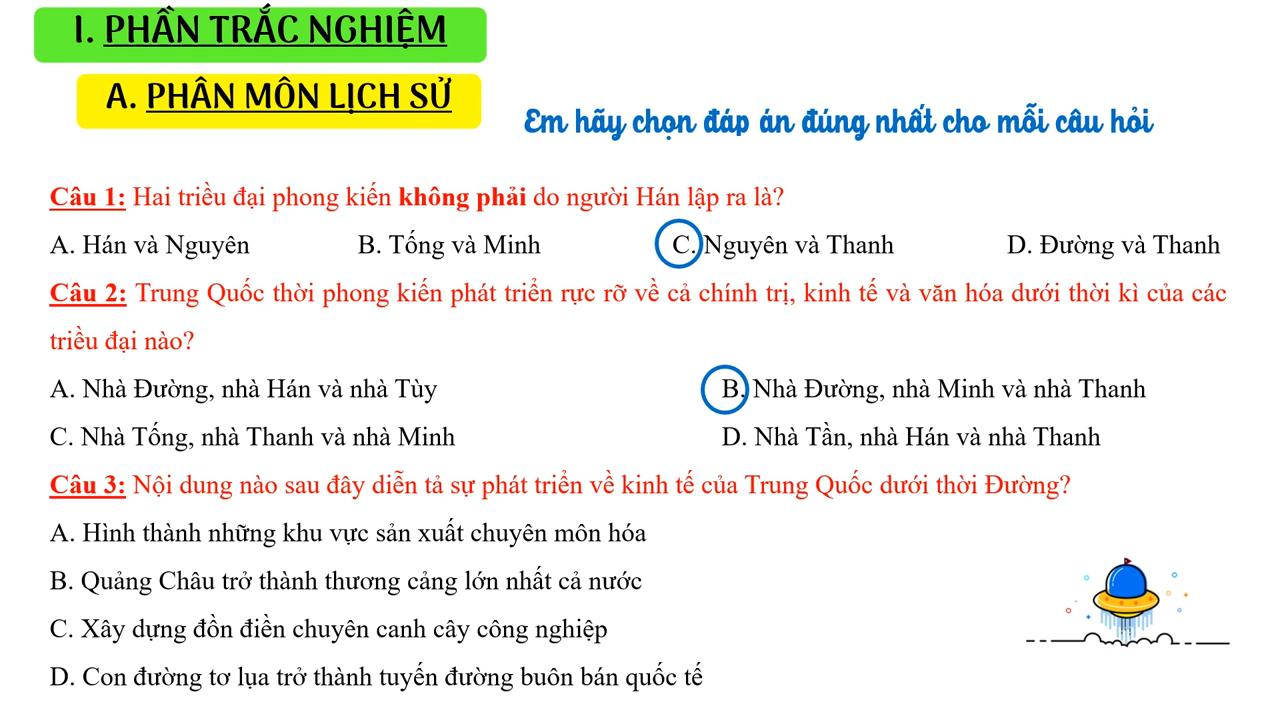 I. PHẦN TRẮC NGHIỆM
A. PHÂN MÔN LỊCH SỬ
Em hãy chọn đáp án đúng nhất cho mỗi câu hỏi
Câu 1: Hai triều đại phong kiến không phải do người Hán lập ra là?
A. Hán và Nguyên B. Tống và Minh C. Nguyên và Thanh D. Đường và Thanh
Câu 2: Trung Quốc thời phong kiến phát triển rực rỡ về cả chính trị, kinh tế và văn hóa dưới thời kì của các
triều đại nào?
A. Nhà Đường, nhà Hán và nhà Tùy B. Nhà Đường, nhà Minh và nhà Thanh
C. Nhà Tống, nhà Thanh và nhà Minh D. Nhà Tần, nhà Hán và nhà Thanh
Câu 3: Nội dung nào sau đây diễn tả sự phát triển về kinh tế của Trung Quốc dưới thời Đường?
A. Hình thành những khu vực sản xuất chuyên môn hóa
B. Quảng Châu trở thành thương cảng lớn nhất cả nước
C. Xây dựng đồn điền chuyên canh cây công nghiệp
D. Con đường tơ lụa trở thành tuyến đường buôn bán quốc tế